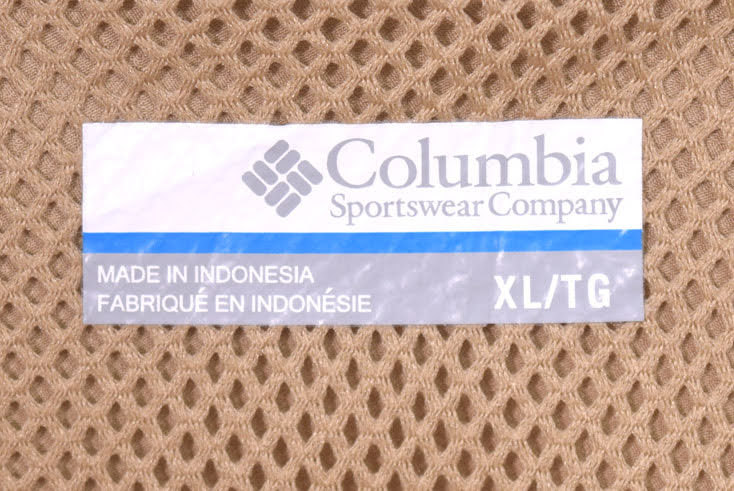 Columbia
Sportswear Company
MADE IN INDONESIA
FABRIQUÉ EN INDONÉSIE
XL/TG